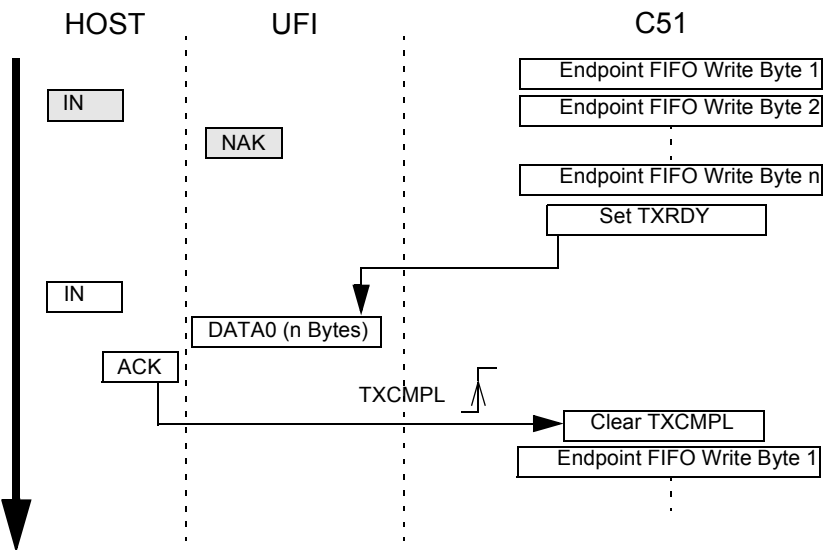 HOST UFI C51
Endpoint FIFO Write Byte 1
IN
Endpoint FIFO Write Byte 2
NAK
Endpoint FIFO Write Byte n
Set TXRDY
IN
DATA0 (n Bytes)
ACK
TXCMPL
Clear TXCMPL
Endpoint FIFO Write Byte 1